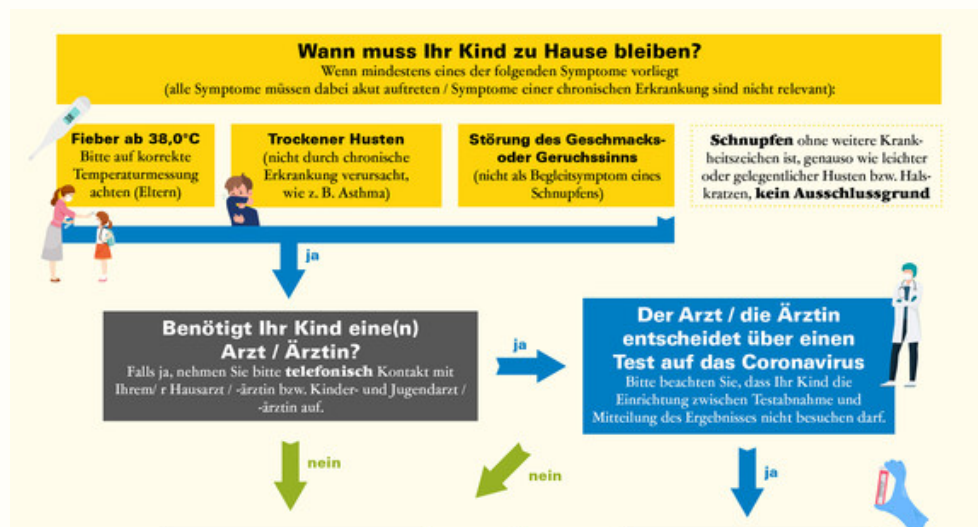 Wann muss Ihr Kind zu Hause bleiben?
Wenn mindestens eines der folgenden Symptome vorliegt
(alle Symptome müssen dabei akut auftreten / Symptome einer chronischen Erkrankung sind nicht relevant):
Fieber ab 38,0°C
Bitte auf korrekte
Temperaturmessung
achten (Eltern)
Trockener Husten
(nicht durch chronische
Erkrankung verursacht,
wie z. B. Asthma)
Störung des Geschmacks-
oder Geruchssinns
(nicht als Begleitsymptom eines
Schnupfens)
Schnupfen ohne weitere Krank-
heitszeichen ist, genauso wie leichter
oder gelegentlicher Husten bzw. Hals-
kratzen, kein Ausschlussgrund
ja
Benötigt Ihr Kind eine(n)
Arzt / Ärztin?
Falls ja, nehmen Sie bitte telefonisch Kontakt mit
Ihrem/ r Hausarzt / -ärztin bzw. Kinder- und Jugendarzt /
-ärztin auf.
ja
Der Arzt / die Ärztin
entscheidet über einen
Test auf das Coronavirus
Bitte beachten Sie, dass Ihr Kind die
Einrichtung zwischen Testabnahme und
Mitteilung des Ergebnisses nicht besuchen darf.
nein
nein
ja